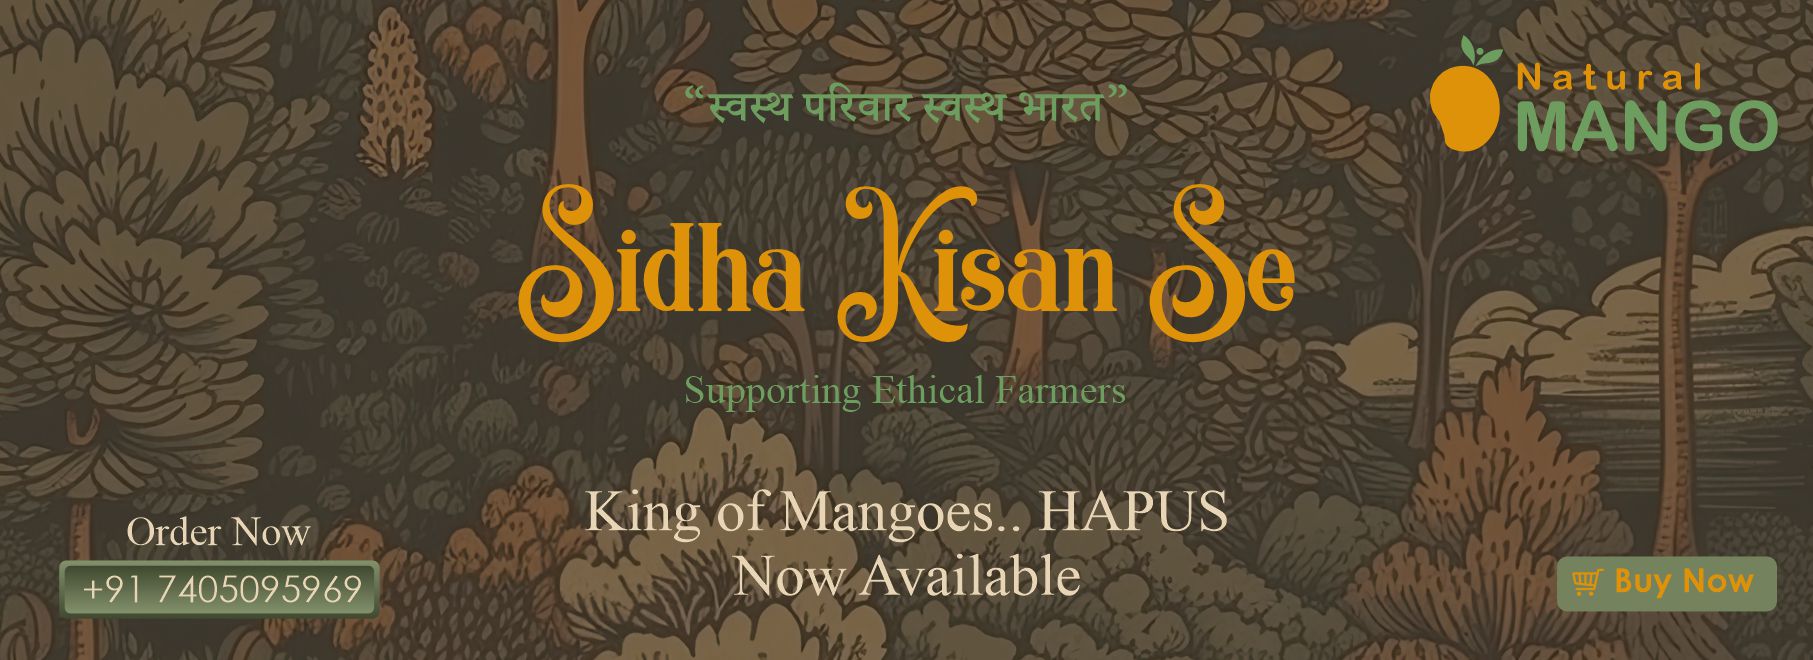 “स्वस्थ परिवार स्वस्थ भारत”
Natural
MANGO
Sidha Kisan Se
Supporting Ethical Farmers
King of Mangoes.. HAPUS
Now Available
Order Now
+91 7405095969
Buy Now